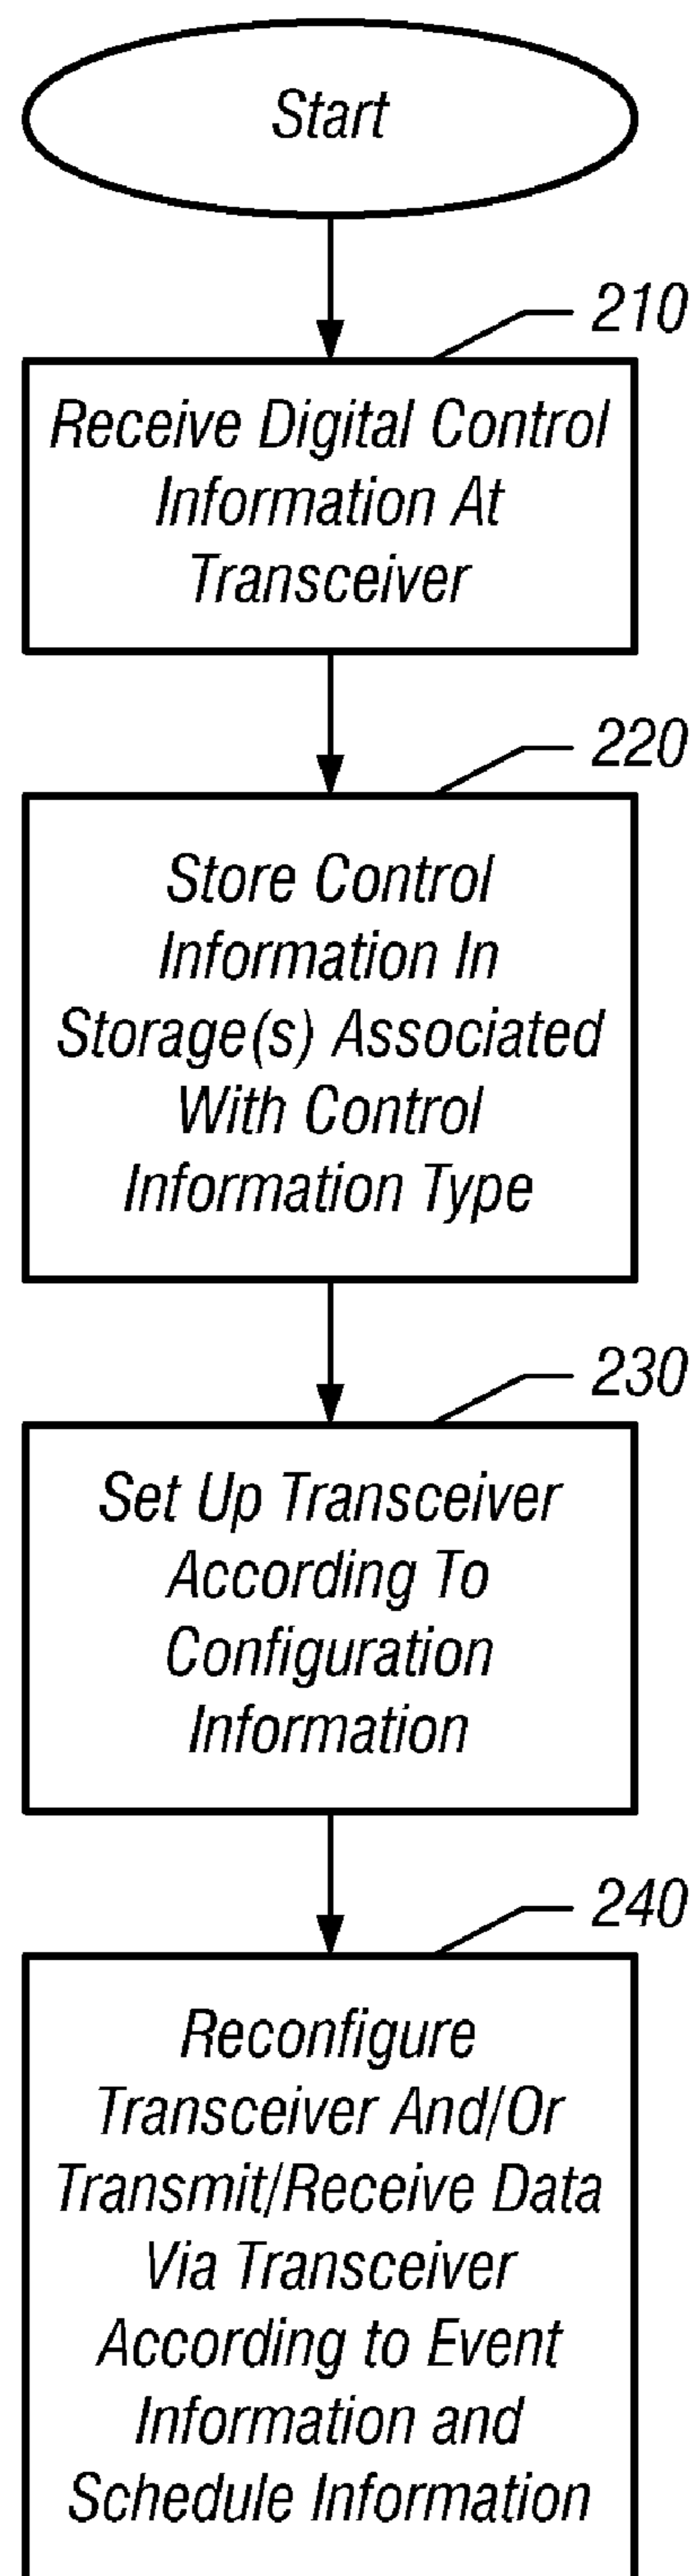 Start
210
Receive Digital Control
Information At
Transceiver
220
Store Control
Information In
Storage(s) Associated
With Control
Information Type
230
Set Up Transceiver
According To
Configuration
Information
240
Reconfigure
Transceiver And/Or
Transmit/Receive Data
Via Transceiver
According to Event
Information and
Schedule Information